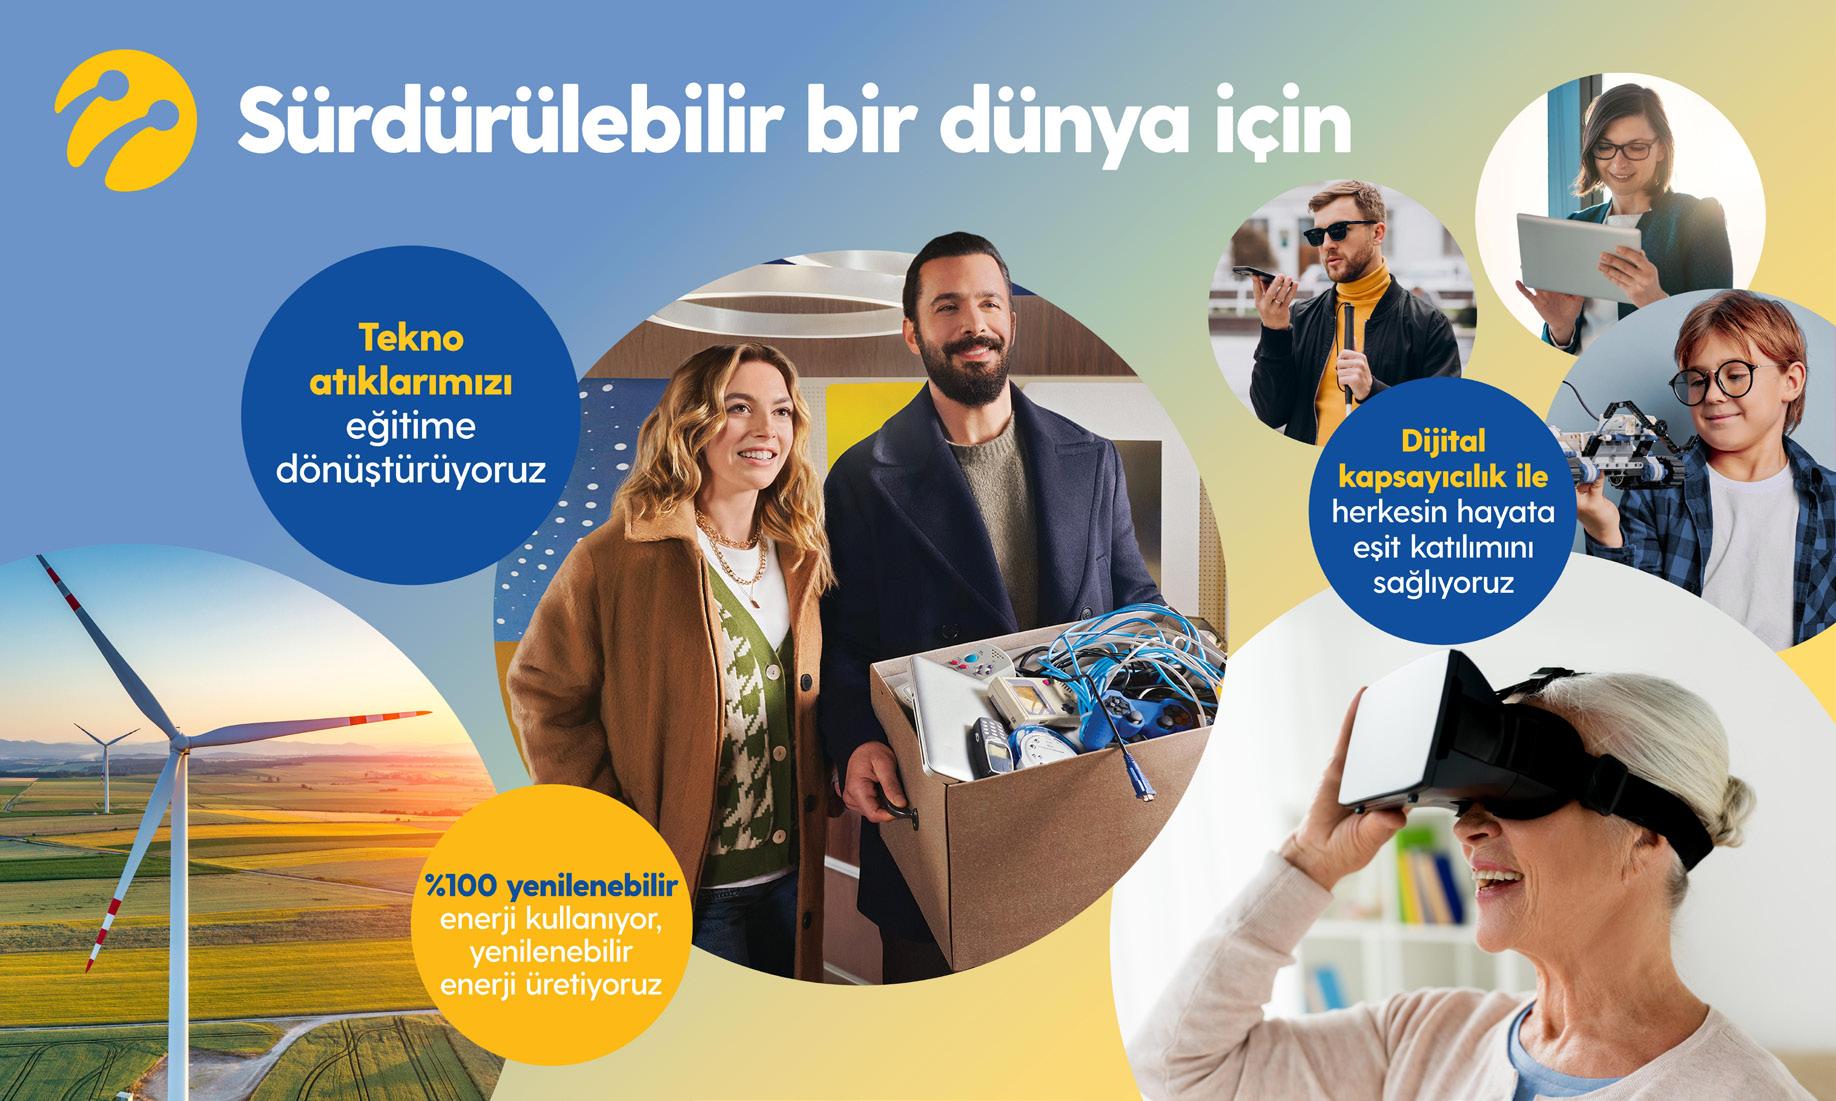 Sürdürülebilir bir dünya için
Tekno
atıklarımızı
eğitime
dönüştürüyoruz
Dijital
kapsayıcılık ile
herkesin hayata
eşit katılımını
sağlıyoruz
%100 yenilenebilir
enerji kullanıyor,
yenilenebilir
enerji üretiyoruz